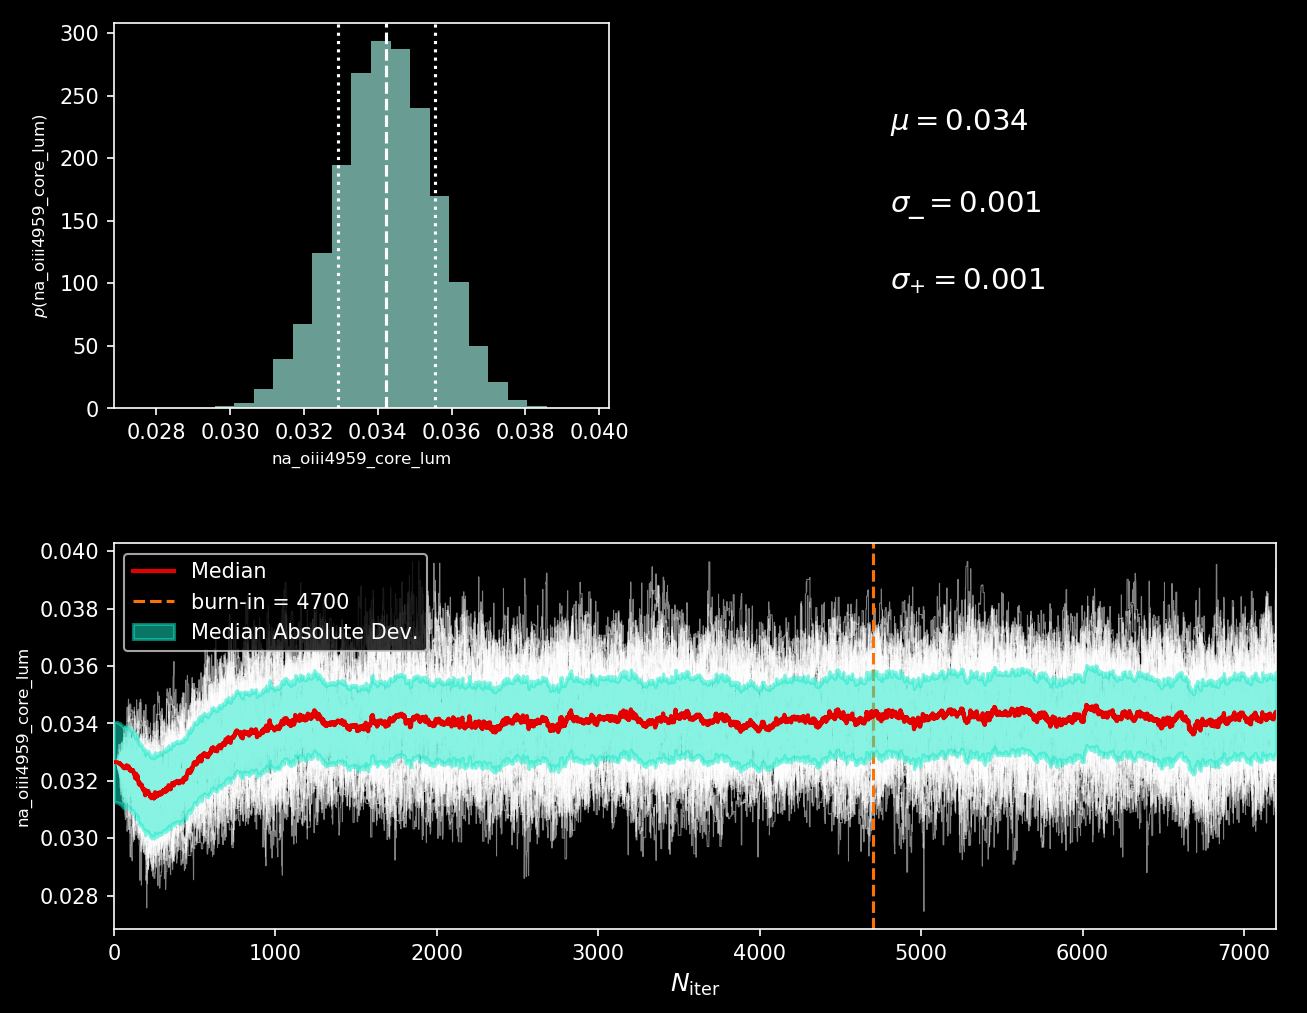 300
250
200
150
100
50
0
p(na_oiii4959_core_lum)
0.028 0.030 0.032 0.034 0.036 0.038 0.040
na_oiii4959_core_lum
μ = 0.034
σ₋ = 0.001
σ₊ = 0.001
0.040
0.038
0.036
0.034
0.032
0.030
0.028
na_oiii4959_core_lum
Median
burn-in = 4700
Median Absolute Dev.
0 1000 2000 3000 4000 5000 6000 7000
N_iter